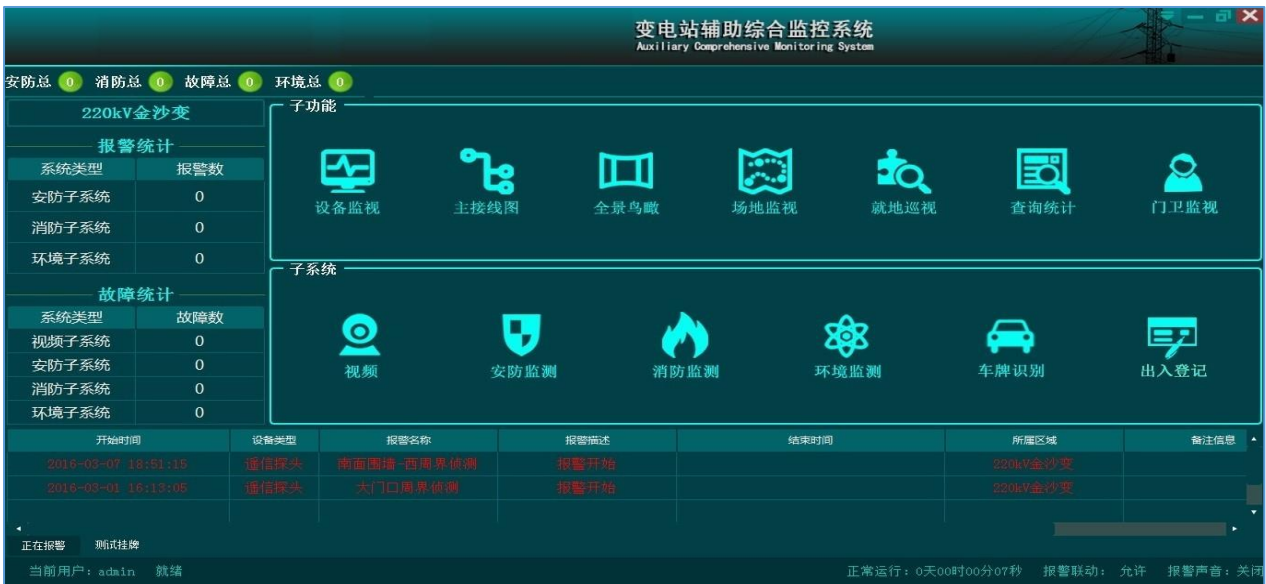 变电站辅助综合监控系统
Auxiliary Comprehensive Monitoring System
安防总 0 消防总 0 故障总 0 环境总 0
220kV金沙变
报警统计
系统类型 报警数
安防子系统 0
消防子系统 0
环境子系统 0
故障统计
系统类型 故障数
视频子系统 0
安防子系统 0
消防子系统 0
环境子系统 0
子功能
设备监视 主接线图 全景鸟瞰 场地监视 就地巡视 查询统计 门卫监视
子系统
视频 安防监测 消防监测 环境监测 车牌识别 出入登记
开始时间 设备类型 报警名称 报警描述 结束时间 所属区域 备注信息
2016-03-07 18:51:15 遥信探头 南面围墙-西周界侦测 报警开始 220kV金沙变
2016-03-01 16:13:05 遥信探头 大门口周界侦测 报警开始 220kV金沙变
正在报警 测试挂牌
当前用户: admin 就绪 正常运行: 0天00时00分07秒 报警联动: 允许 报警声音: 关闭